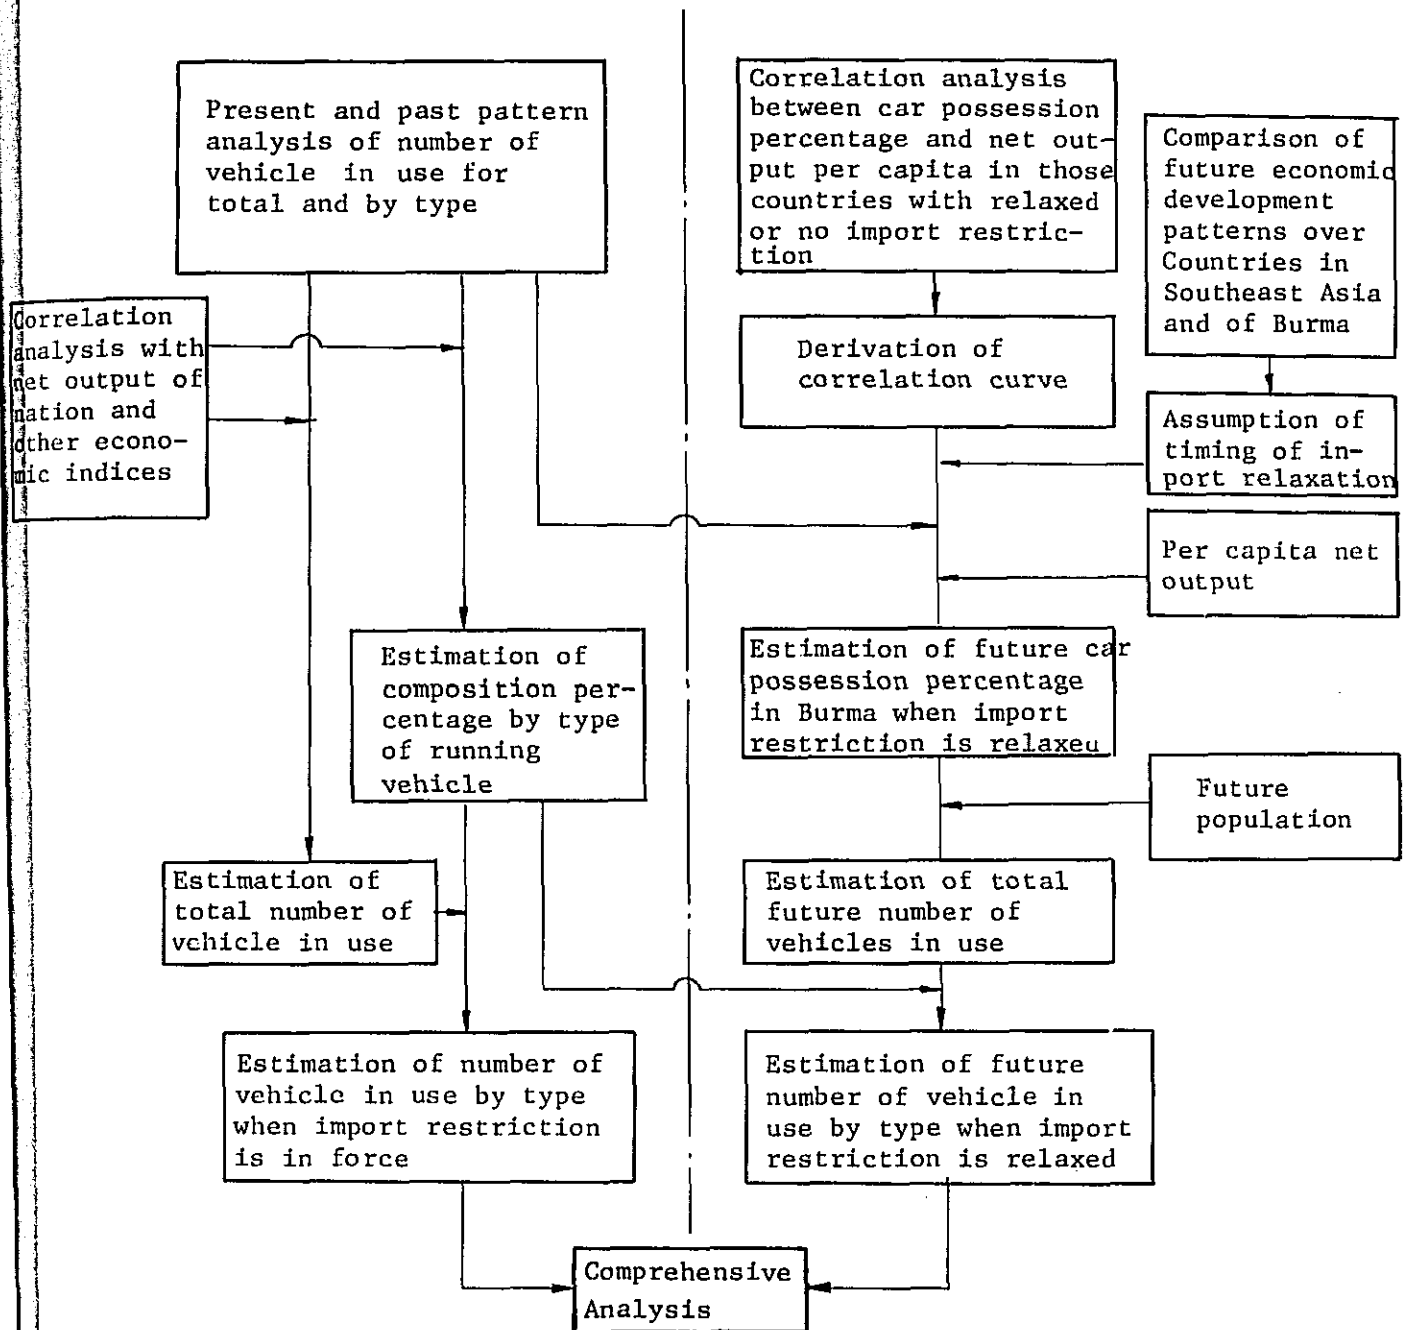 Present and past pattern
analysis of number of
vehicle in use for
total and by type
Correlation analysis
between car possession
percentage and net out-
put per capita in those
countries with relaxed
or no import restric-
tion
Comparison of
future economic
development
patterns over
Countries in
Southeast Asia
and of Burma
Correlation
analysis with
net output of
nation and
other econo-
mic indices
Derivation of
correlation curve
Assumption of
timing of in-
port relaxation
Per capita net
output
Estimation of
composition per-
centage by type
of running
vehicle
Estimation of future car
possession percentage
in Burma when import
restriction is relaxed
Future
population
Estimation of
total number of
vehicle in use
Estimation of total
future number of
vehicles in use
Estimation of number of
vehicle in use by type
when import restriction
is in force
Estimation of future
number of vehicle in
use by type when import
restriction is relaxed
Comprehensive
Analysis